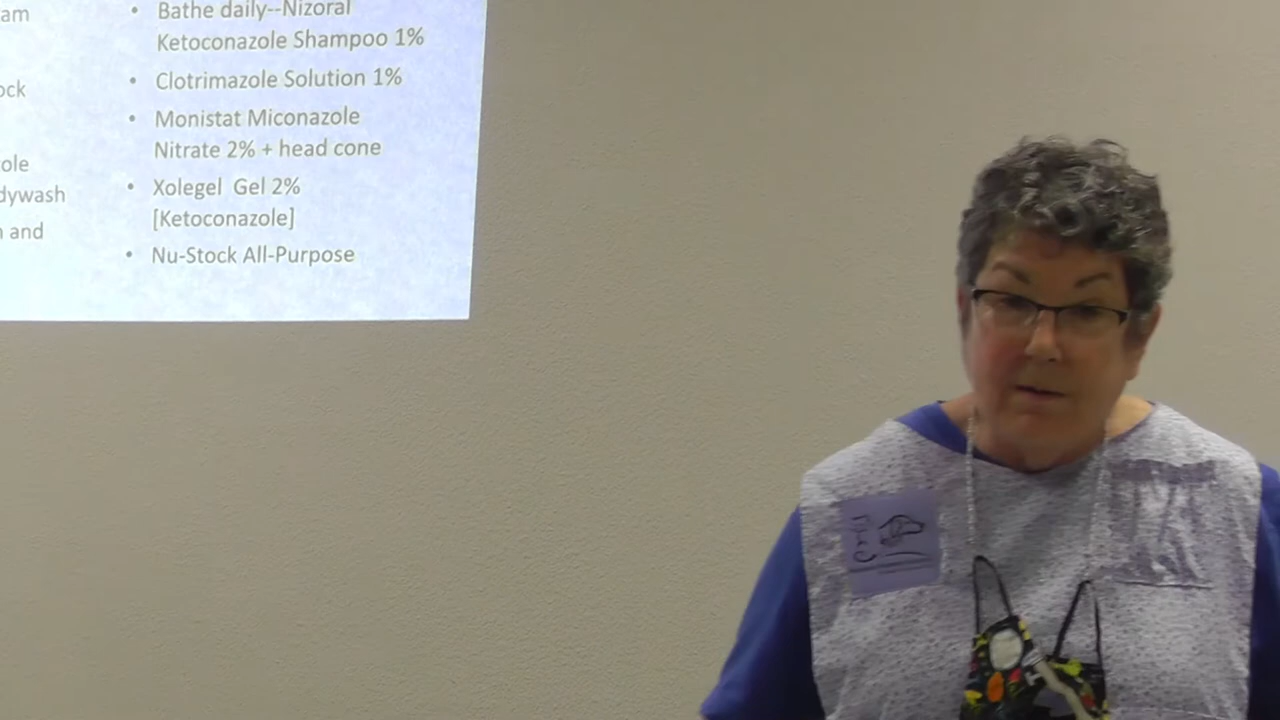 am
ock
ole
dywash
n and
• Bathe daily--Nizoral
Ketoconazole Shampoo 1%
• Clotrimazole Solution 1%
• Monistat Miconazole
Nitrate 2% + head cone
• Xolegel Gel 2%
[Ketoconazole]
• Nu-Stock All-Purpose